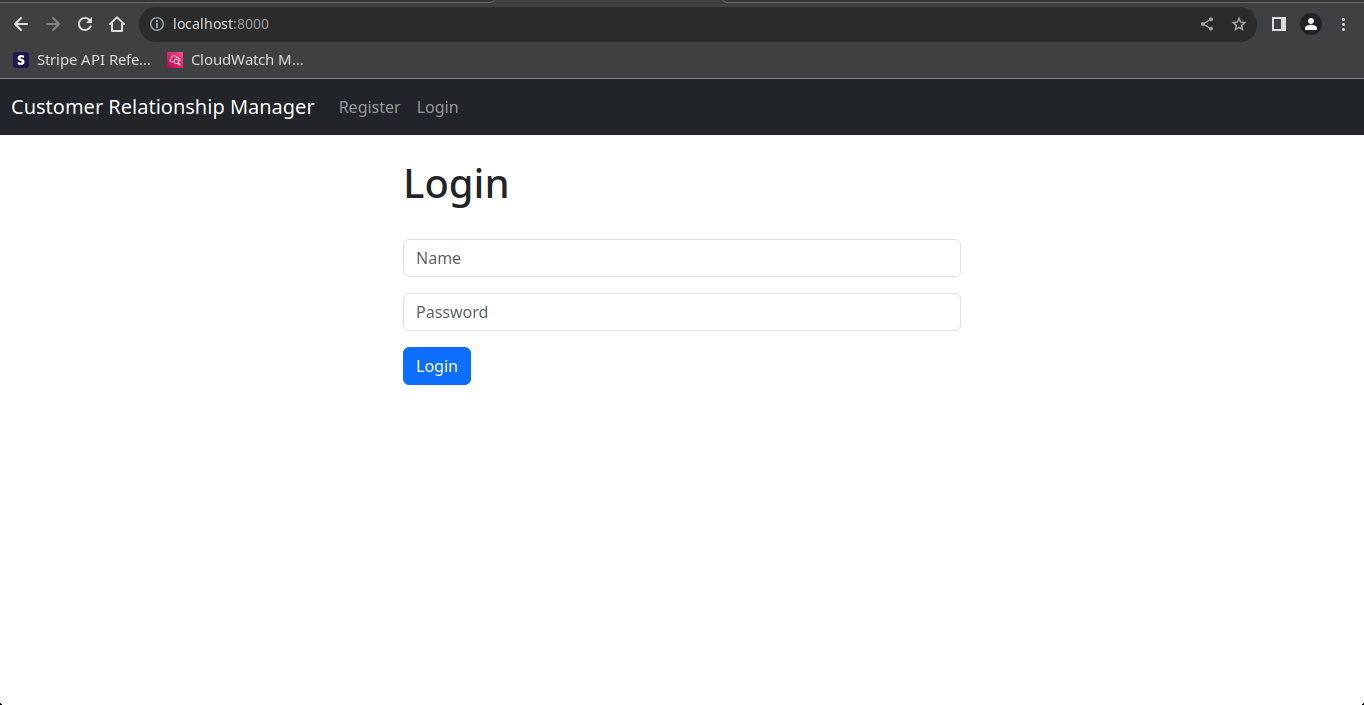 localhost:8000
S Stripe API Refe... CloudWatch M...
Customer Relationship Manager Register Login
Login
Name
Password
Login